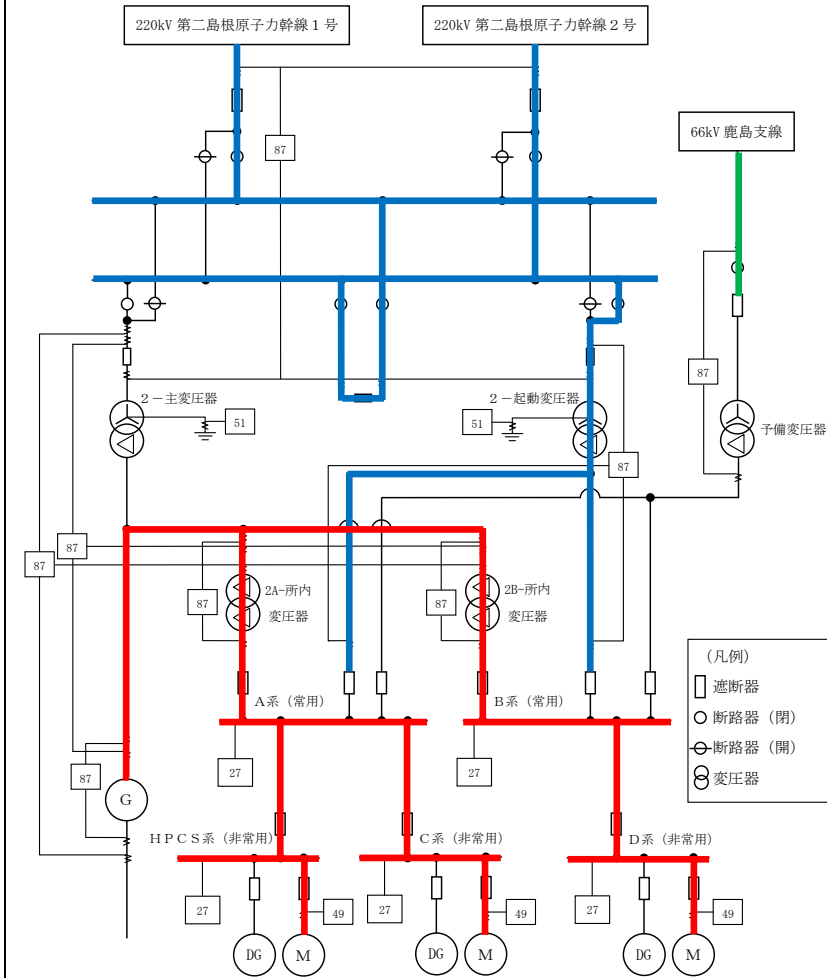 220kV 第二島根原子力幹線1号
220kV 第二島根原子力幹線2号
66kV 鹿島支線
87
87
2－主変圧器
51
2－起動変圧器
51
予備変圧器
87
87
87
87
2A-所内
変圧器
87
2B-所内
変圧器
87
A系(常用)
B系(常用)
(凡例)
遮断器
断路器(閉)
断路器(開)
変圧器
27
27
87
G
HPCS系(非常用)
C系(非常用)
D系(非常用)
27
49
27
49
27
49
DG
M
DG
M
DG
M